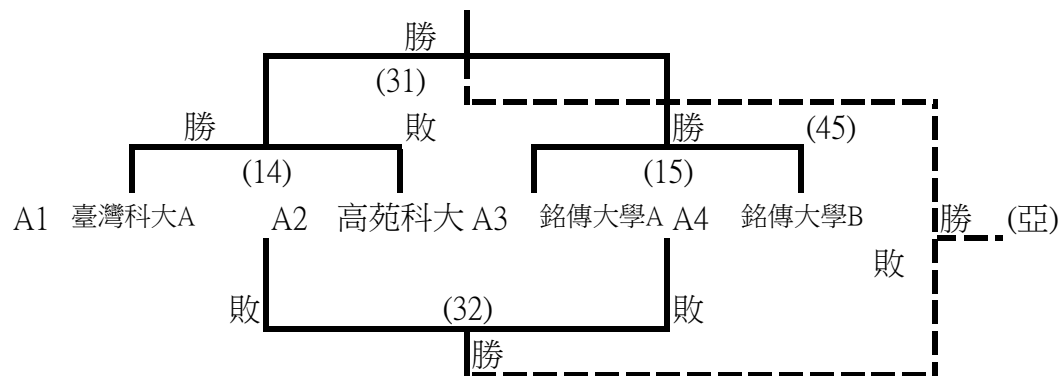 勝
(31)
勝 敗 勝 (45)
(14) (15)
A1 臺灣科大A A2 高苑科大 A3 銘傳大學A A4 銘傳大學B 勝 (亞)
敗
敗 (32) 敗
勝